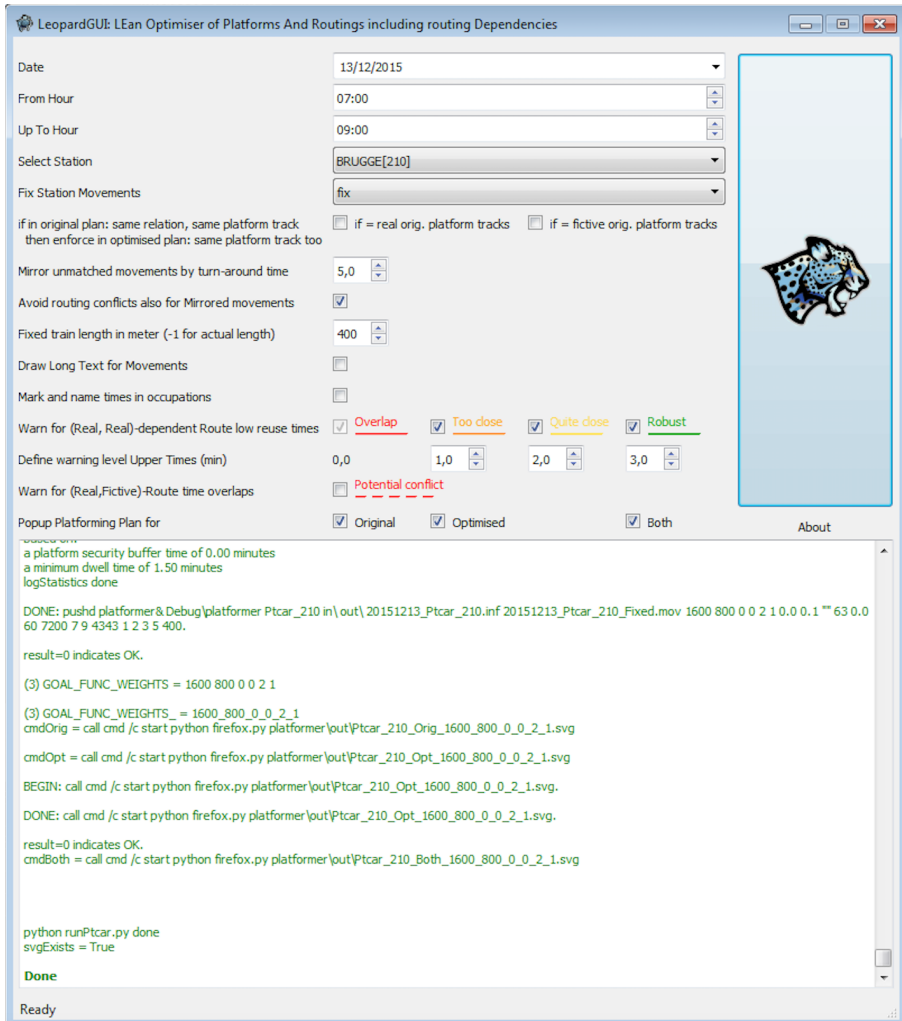 LeopardGUI: LEan Optimiser of Platforms And Routings including routing Dependencies
Date 13/12/2015
From Hour 07:00
Up To Hour 09:00
Select Station BRUGGE[210]
Fix Station Movements fix
if in original plan: same relation, same platform track if = real orig. platform tracks if = fictive orig. platform tracks
then enforce in optimised plan: same platform track too
Mirror unmatched movements by turn-around time 5,0
Avoid routing conflicts also for Mirrored movements
Fixed train length in meter (-1 for actual length) 400
Draw Long Text for Movements
Mark and name times in occupations
Warn for (Real, Real)-dependent Route low reuse times Overlap Too close Quite close Robust
Define warning level Upper Times (min) 0,0 1,0 2,0 3,0
Warn for (Real,Fictive)-Route time overlaps Potential conflict
Popup Platforming Plan for Original Optimised Both
About
based on:
a platform security buffer time of 0.00 minutes
a minimum dwell time of 1.50 minutes
logStatistics done
DONE: pushd platformer& Debug\platformer Ptcar_210 in\ out\ 20151213_Ptcar_210.inf 20151213_Ptcar_210_Fixed.mov 1600 800 0 0 2 1 0.0 0.1 "" 63 0.0
60 7200 7 9 4343 1 2 3 5 400.
result=0 indicates OK.
(3) GOAL_FUNC_WEIGHTS = 1600 800 0 0 2 1
(3) GOAL_FUNC_WEIGHTS_ = 1600_800_0_0_2_1
cmdOrig = call cmd /c start python firefox.py platformer\out\Ptcar_210_Orig_1600_800_0_0_2_1.svg
cmdOpt = call cmd /c start python firefox.py platformer\out\Ptcar_210_Opt_1600_800_0_0_2_1.svg
BEGIN: call cmd /c start python firefox.py platformer\out\Ptcar_210_Opt_1600_800_0_0_2_1.svg.
DONE: call cmd /c start python firefox.py platformer\out\Ptcar_210_Opt_1600_800_0_0_2_1.svg.
result=0 indicates OK.
cmdBoth = call cmd /c start python firefox.py platformer\out\Ptcar_210_Both_1600_800_0_0_2_1.svg
python runPtcar.py done
svgExists = True
Done
Ready